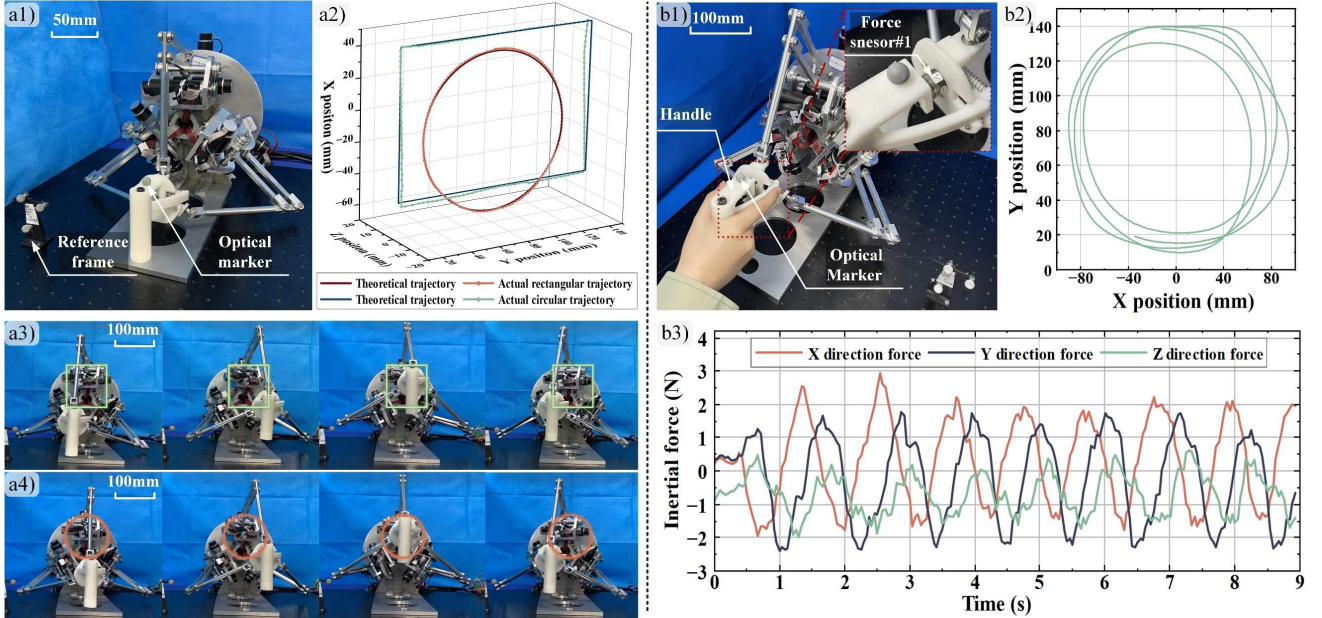 a1)
50mm
Reference
frame
Optical
marker
a2)
X positon
(mm)
40
20
0
−20
−40
−60
Z position (mm)
Y positon (mm)
Theoretical trajectory
Actual rectangular trajectory
Theoretical trajectory
Actual circular trajectory
a3)
100mm
a4)
100mm
b1)
100mm
Force
snesor#1
Handle
Optical
Marker
b2)
Y position (mm)
140
120
100
80
60
40
20
0
−80
−40
0
40
80
X position (mm)
b3)
Inertial force (N)
4
3
2
1
0
−1
−2
−3
X direction force
Y direction force
Z direction force
0
1
2
3
4
5
6
7
8
9
Time (s)